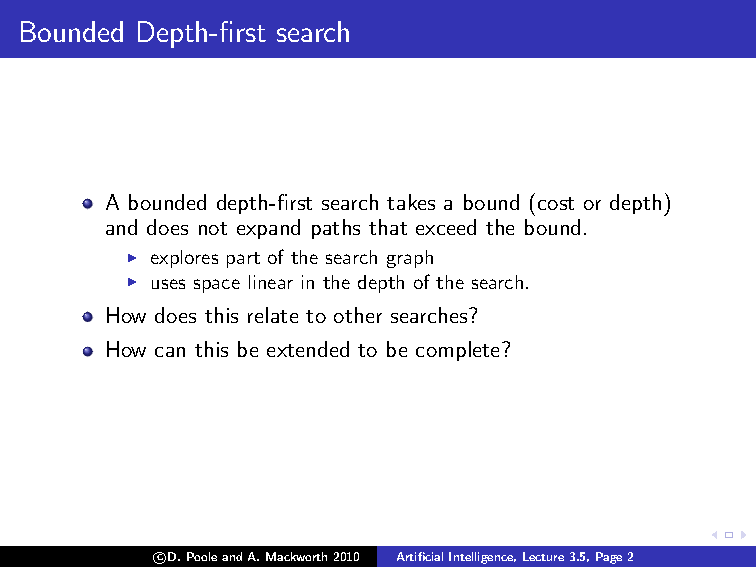 Bounded Depth-first search
A bounded depth-first search takes a bound (cost or depth)
and does not expand paths that exceed the bound.
explores part of the search graph
uses space linear in the depth of the search.
How does this relate to other searches?
How can this be extended to be complete?
©D. Poole and A. Mackworth 2010
Artificial Intelligence, Lecture 3.5, Page 2